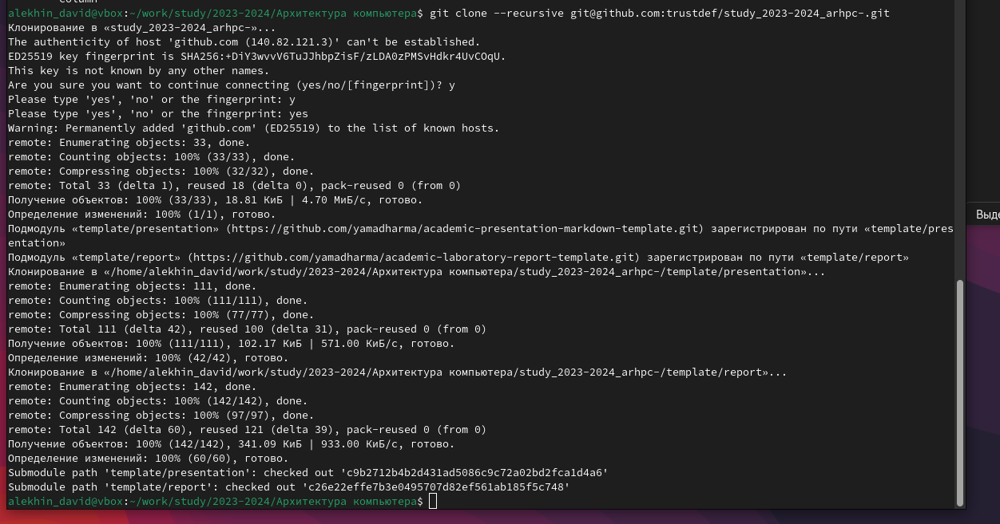 alekhin_david@vbox:~/work/study/2023-2024/Архитектура компьютера$ git clone --recursive git@github.com:trustdef/study_2023-2024_arhpc-.git
Клонирование в «study_2023-2024_arhpc-»...
The authenticity of host 'github.com (140.82.121.3)' can't be established.
ED25519 key fingerprint is SHA256:+DiY3wvvV6TuJJhbpZisF/zLDA0zPMSvHdkr4UvCOqU.
This key is not known by any other names.
Are you sure you want to continue connecting (yes/no/[fingerprint])? y
Please type 'yes', 'no' or the fingerprint: y
Please type 'yes', 'no' or the fingerprint: yes
Warning: Permanently added 'github.com' (ED25519) to the list of known hosts.
remote: Enumerating objects: 33, done.
remote: Counting objects: 100% (33/33), done.
remote: Compressing objects: 100% (32/32), done.
remote: Total 33 (delta 1), reused 18 (delta 0), pack-reused 0 (from 0)
Получение объектов: 100% (33/33), 18.81 КиБ | 4.70 МиБ/с, готово.
Определение изменений: 100% (1/1), готово.
Подмодуль «template/presentation» (https://github.com/yamadharma/academic-presentation-markdown-template.git) зарегистрирован по пути «template/pres
entation»
Подмодуль «template/report» (https://github.com/yamadharma/academic-laboratory-report-template.git) зарегистрирован по пути «template/report»
Клонирование в «/home/alekhin_david/work/study/2023-2024/Архитектура компьютера/study_2023-2024_arhpc-/template/presentation»...
remote: Enumerating objects: 111, done.
remote: Counting objects: 100% (111/111), done.
remote: Compressing objects: 100% (77/77), done.
remote: Total 111 (delta 42), reused 100 (delta 31), pack-reused 0 (from 0)
Получение объектов: 100% (111/111), 102.17 КиБ | 571.00 КиБ/с, готово.
Определение изменений: 100% (42/42), готово.
Клонирование в «/home/alekhin_david/work/study/2023-2024/Архитектура компьютера/study_2023-2024_arhpc-/template/report»...
remote: Enumerating objects: 142, done.
remote: Counting objects: 100% (142/142), done.
remote: Compressing objects: 100% (97/97), done.
remote: Total 142 (delta 60), reused 121 (delta 39), pack-reused 0 (from 0)
Получение объектов: 100% (142/142), 341.09 КиБ | 933.00 КиБ/с, готово.
Определение изменений: 100% (60/60), готово.
Submodule path 'template/presentation': checked out 'c9b2712b4b2d431ad5086c9c72a02bd2fca1d4a6'
Submodule path 'template/report': checked out 'c26e22effe7b3e0495707d82ef561ab185f5c748'
alekhin_david@vbox:~/work/study/2023-2024/Архитектура компьютера$